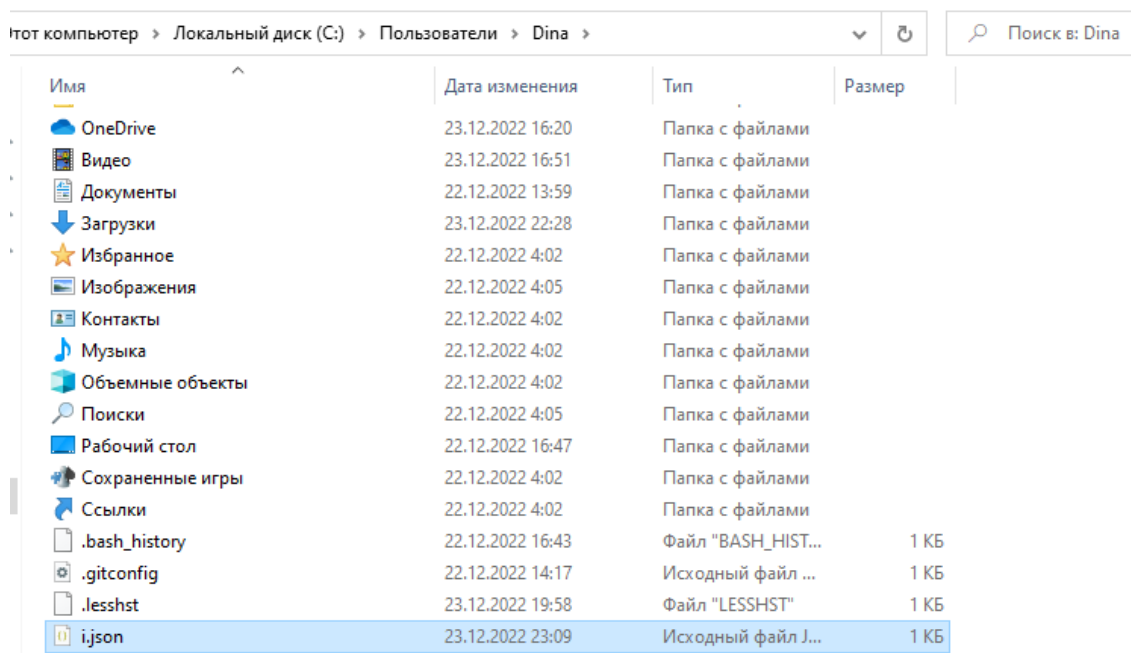 Этот компьютер > Локальный диск (C:) > Пользователи > Dina > Поиск в: Dina
Имя Дата изменения Тип Размер
OneDrive 23.12.2022 16:20 Папка с файлами
Видео 23.12.2022 16:51 Папка с файлами
Документы 22.12.2022 13:59 Папка с файлами
Загрузки 23.12.2022 22:28 Папка с файлами
Избранное 22.12.2022 4:02 Папка с файлами
Изображения 22.12.2022 4:05 Папка с файлами
Контакты 22.12.2022 4:02 Папка с файлами
Музыка 22.12.2022 4:02 Папка с файлами
Объемные объекты 22.12.2022 4:02 Папка с файлами
Поиски 22.12.2022 4:05 Папка с файлами
Рабочий стол 22.12.2022 16:47 Папка с файлами
Сохраненные игры 22.12.2022 4:02 Папка с файлами
Ссылки 22.12.2022 4:02 Папка с файлами
.bash_history 22.12.2022 16:43 Файл "BASH_HIST... 1 КБ
.gitconfig 22.12.2022 14:17 Исходный файл ... 1 КБ
.lesshst 23.12.2022 19:58 Файл "LESSHST" 1 КБ
i.json 23.12.2022 23:09 Исходный файл J... 1 КБ